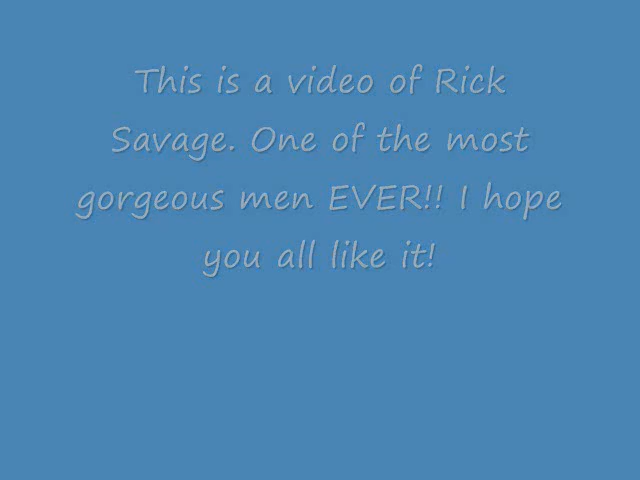 This is a video of Rick
Savage. One of the most
gorgeous men EVER!! I hope
you all like it!